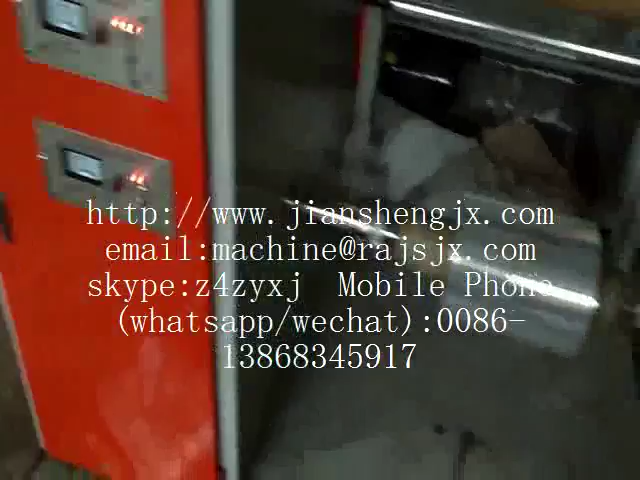 http://www.jianshengjx.com
email:machine@rajsjx.com
skype:z4zyxj  Mobile Phone
(whatsapp/wechat):0086-
13868345917